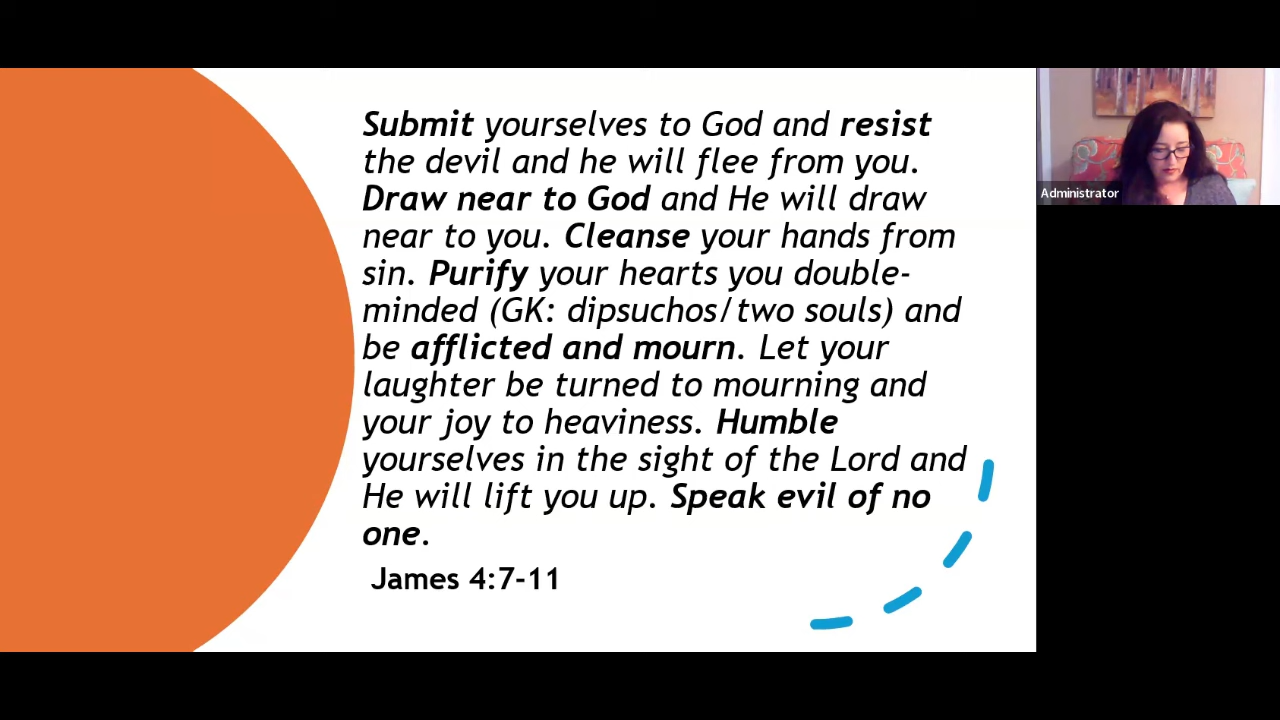 Submit yourselves to God and resist
the devil and he will flee from you.
Draw near to God and He will draw
near to you. Cleanse your hands from
sin. Purify your hearts you double-
minded (GK: dipsuchos/two souls) and
be afflicted and mourn. Let your
laughter be turned to mourning and
your joy to heaviness. Humble
yourselves in the sight of the Lord and
He will lift you up. Speak evil of no
one.
James 4:7-11
Administrator